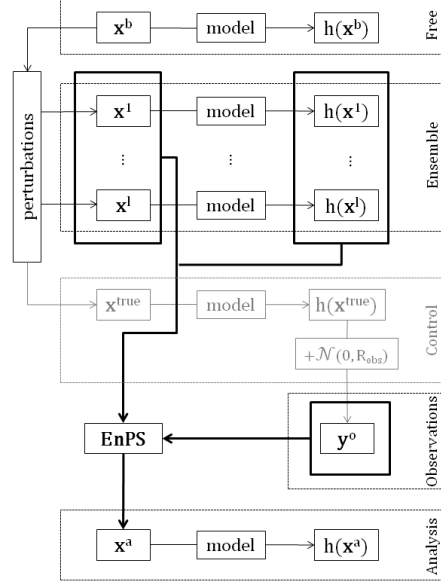 x^b model h(x^b)
Free
perturbations
x^1 model h(x^1)
⋮ ⋮ ⋮
x^l model h(x^l)
Ensemble
x^true model h(x^true)
+𝒩(0,R_obs)
Control
EnPS
y^o
Observations
x^a model h(x^a)
Analysis